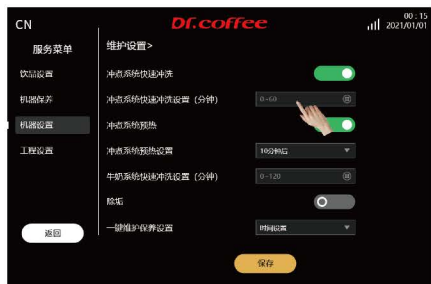 CN
Dr.coffee
00:15
2021/01/01
服务菜单
维护设置>
饮品设置
冲点系统快速冲洗
机器保养
冲点系统快速冲洗设置（分钟）
0~60
机器设置
冲点系统预热
工程设置
冲点系统预热设置
10分钟后
牛奶系统快速冲洗设置（分钟）
0~120
除垢
返回
一键维护保养设置
时间设置
保存